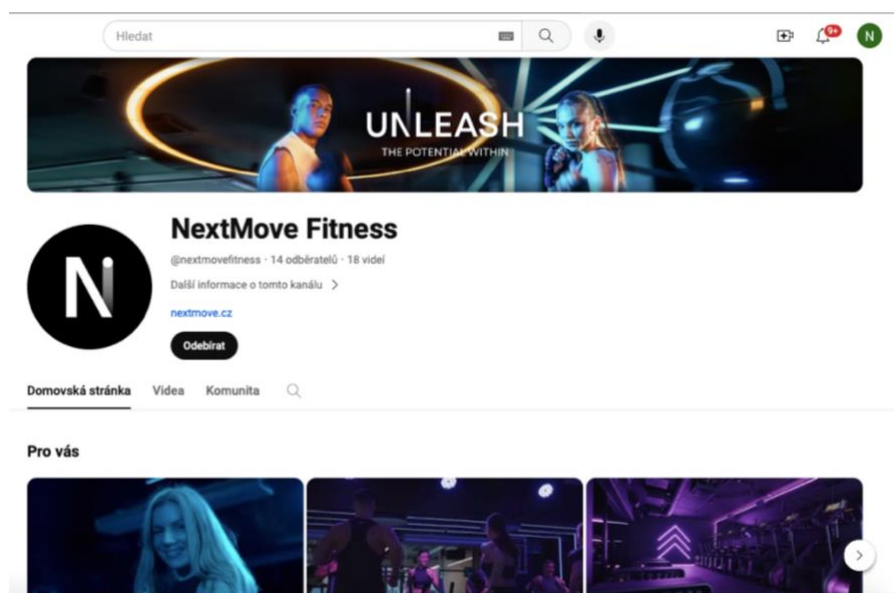 Hledat
9+
N
UNLEASH
THE POTENTIAL WITHIN
N
NextMove Fitness
@nextmovefitness · 14 odběratelů · 18 videí
Další informace o tomto kanálu
nextmove.cz
Odebírat
Domovská stránka Videa Komunita
Pro vás